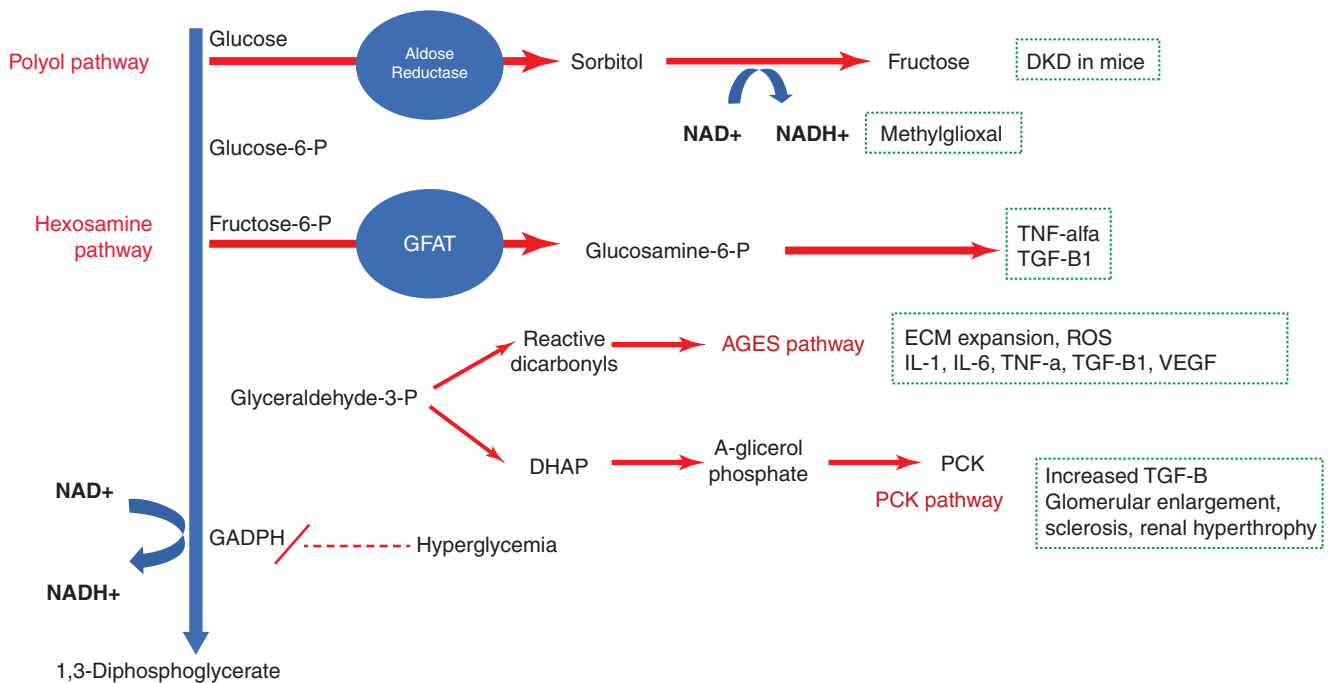 Polyol pathway
Glucose
Aldose
Reductase
Sorbitol
Fructose
DKD in mice
NAD+
NADH+
Methylglioxal
Glucose-6-P
Hexosamine
pathway
Fructose-6-P
GFAT
Glucosamine-6-P
TNF-alfa
TGF-B1
Reactive
dicarbonyls
AGES pathway
ECM expansion, ROS
IL-1, IL-6, TNF-a, TGF-B1, VEGF
Glyceraldehyde-3-P
DHAP
A-glicerol
phosphate
PCK
PCK pathway
Increased TGF-B
Glomerular enlargement,
sclerosis, renal hyperthrophy
NAD+
GADPH
Hyperglycemia
NADH+
1,3-Diphosphoglycerate